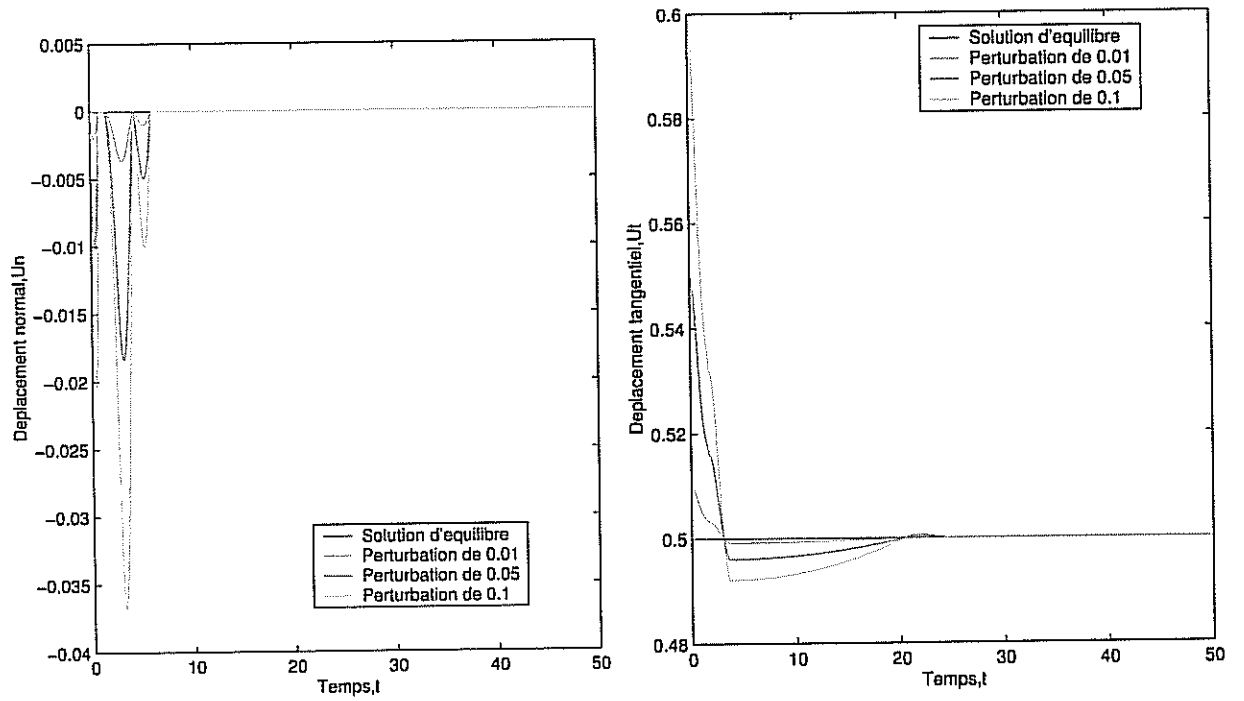 0.005
0
−0.005
−0.01
−0.015
−0.02
−0.025
−0.03
−0.035
−0.04
Deplacement normal,Un
0
10
20
30
40
50
Temps,t
Solution d'equilibre
Perturbation de 0.01
Perturbation de 0.05
Perturbation de 0.1
0.6
0.58
0.56
0.54
0.52
0.5
0.48
Deplacement tangentiel,Ut
0
10
20
30
40
50
Temps,t
Solution d'equilibre
Perturbation de 0.01
Perturbation de 0.05
Perturbation de 0.1